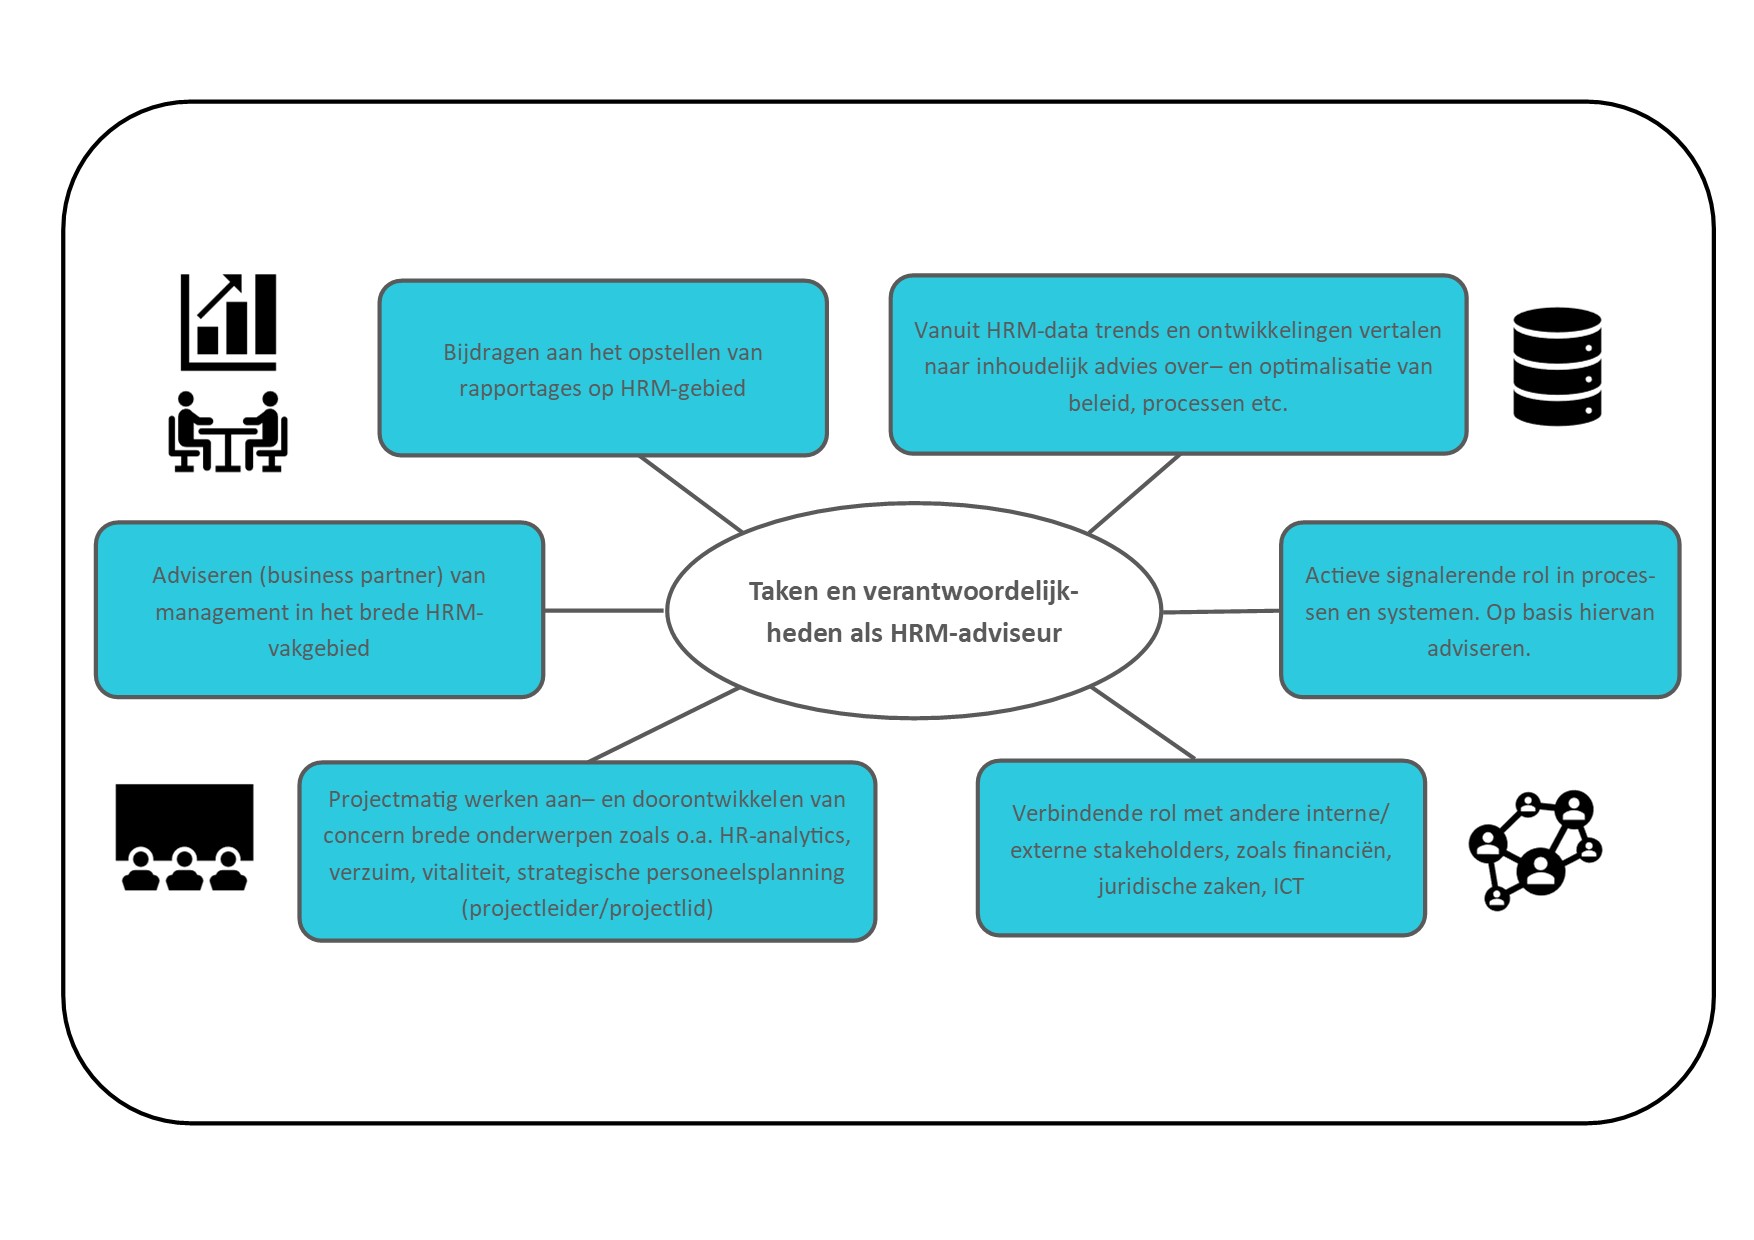 Bijdragen aan het opstellen van
rapportages op HRM-gebied
Vanuit HRM-data trends en ontwikkelingen vertalen
naar inhoudelijk advies over– en optimalisatie van
beleid, processen etc.
Adviseren (business partner) van
management in het brede HRM-
vakgebied
Taken en verantwoordelijk-
heden als HRM-adviseur
Actieve signalerende rol in proces-
sen en systemen. Op basis hiervan
adviseren.
Projectmatig werken aan– en doorontwikkelen van
concern brede onderwerpen zoals o.a. HR-analytics,
verzuim, vitaliteit, strategische personeelsplanning
(projectleider/projectlid)
Verbindende rol met andere interne/
externe stakeholders, zoals financiën,
juridische zaken, ICT